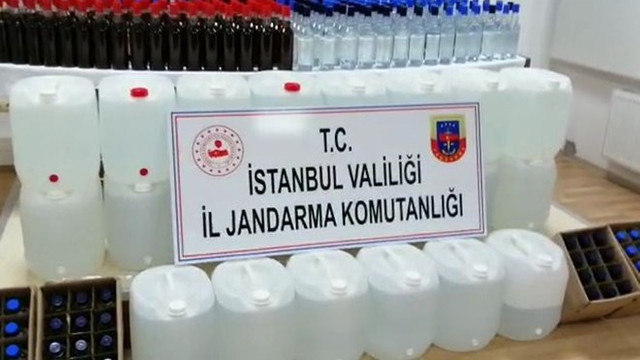 T.C.
İSTANBUL VALİLİĞİ
İL JANDARMA KOMUTANLIĞI